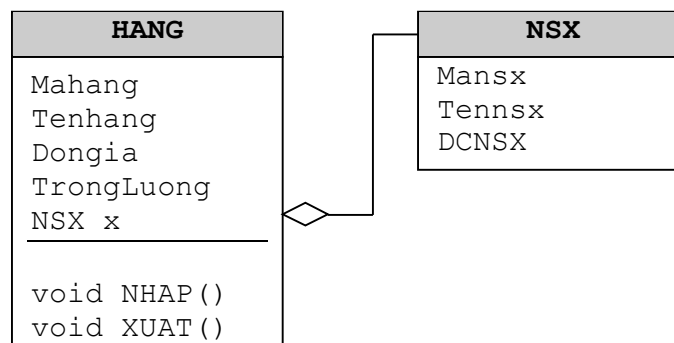 HANG
Mahang
Tenhang
Dongia
TrongLuong
NSX x
void NHAP()
void XUAT()
NSX
Mansx
Tennsx
DCNSX